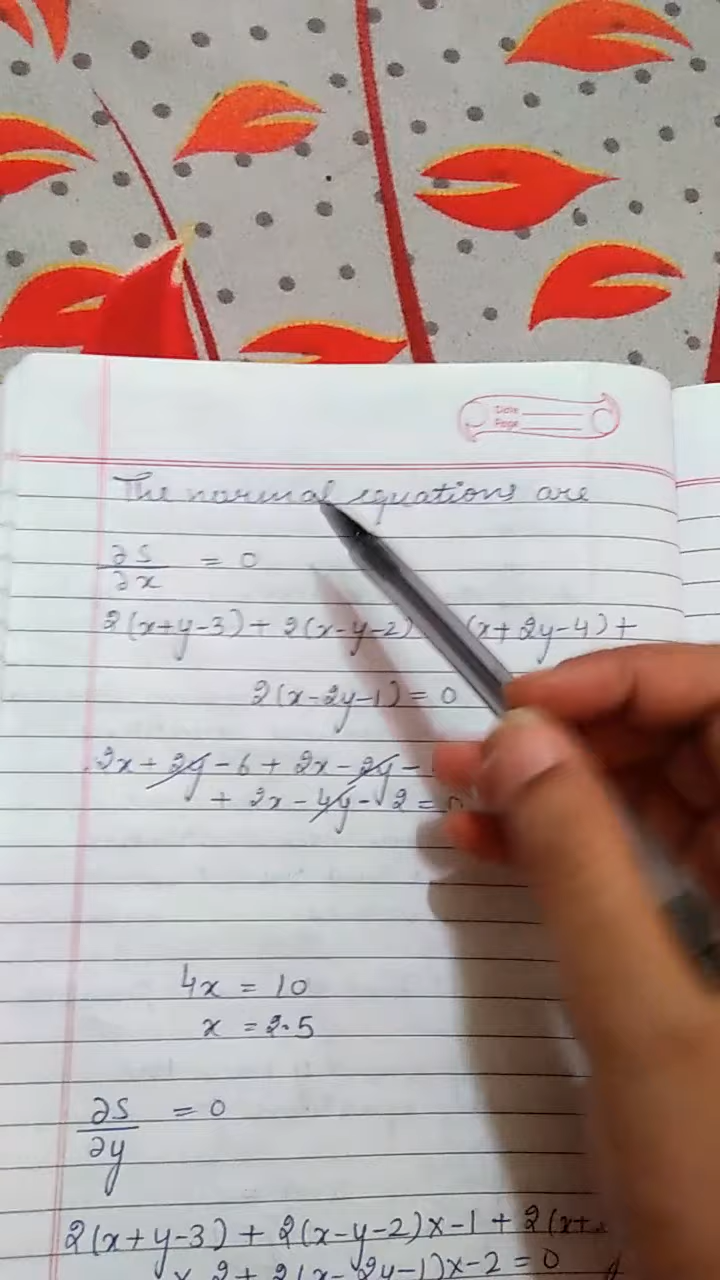 Date
Page
The normal equations are
∂S/∂x = 0
2(x+y-3) + 2(x-y-2) (x+2y-4) +
2(x-2y-1) = 0
2x + 2y - 6 + 2x - 2y -
+ 2x - 4y - 2 =
4x = 10
x = 2.5
∂S/∂y = 0
2(x+y-3) + 2(x-y-2)x-1 + 2(x+
x 2 + 2(x-2y-1)x-2 = 0